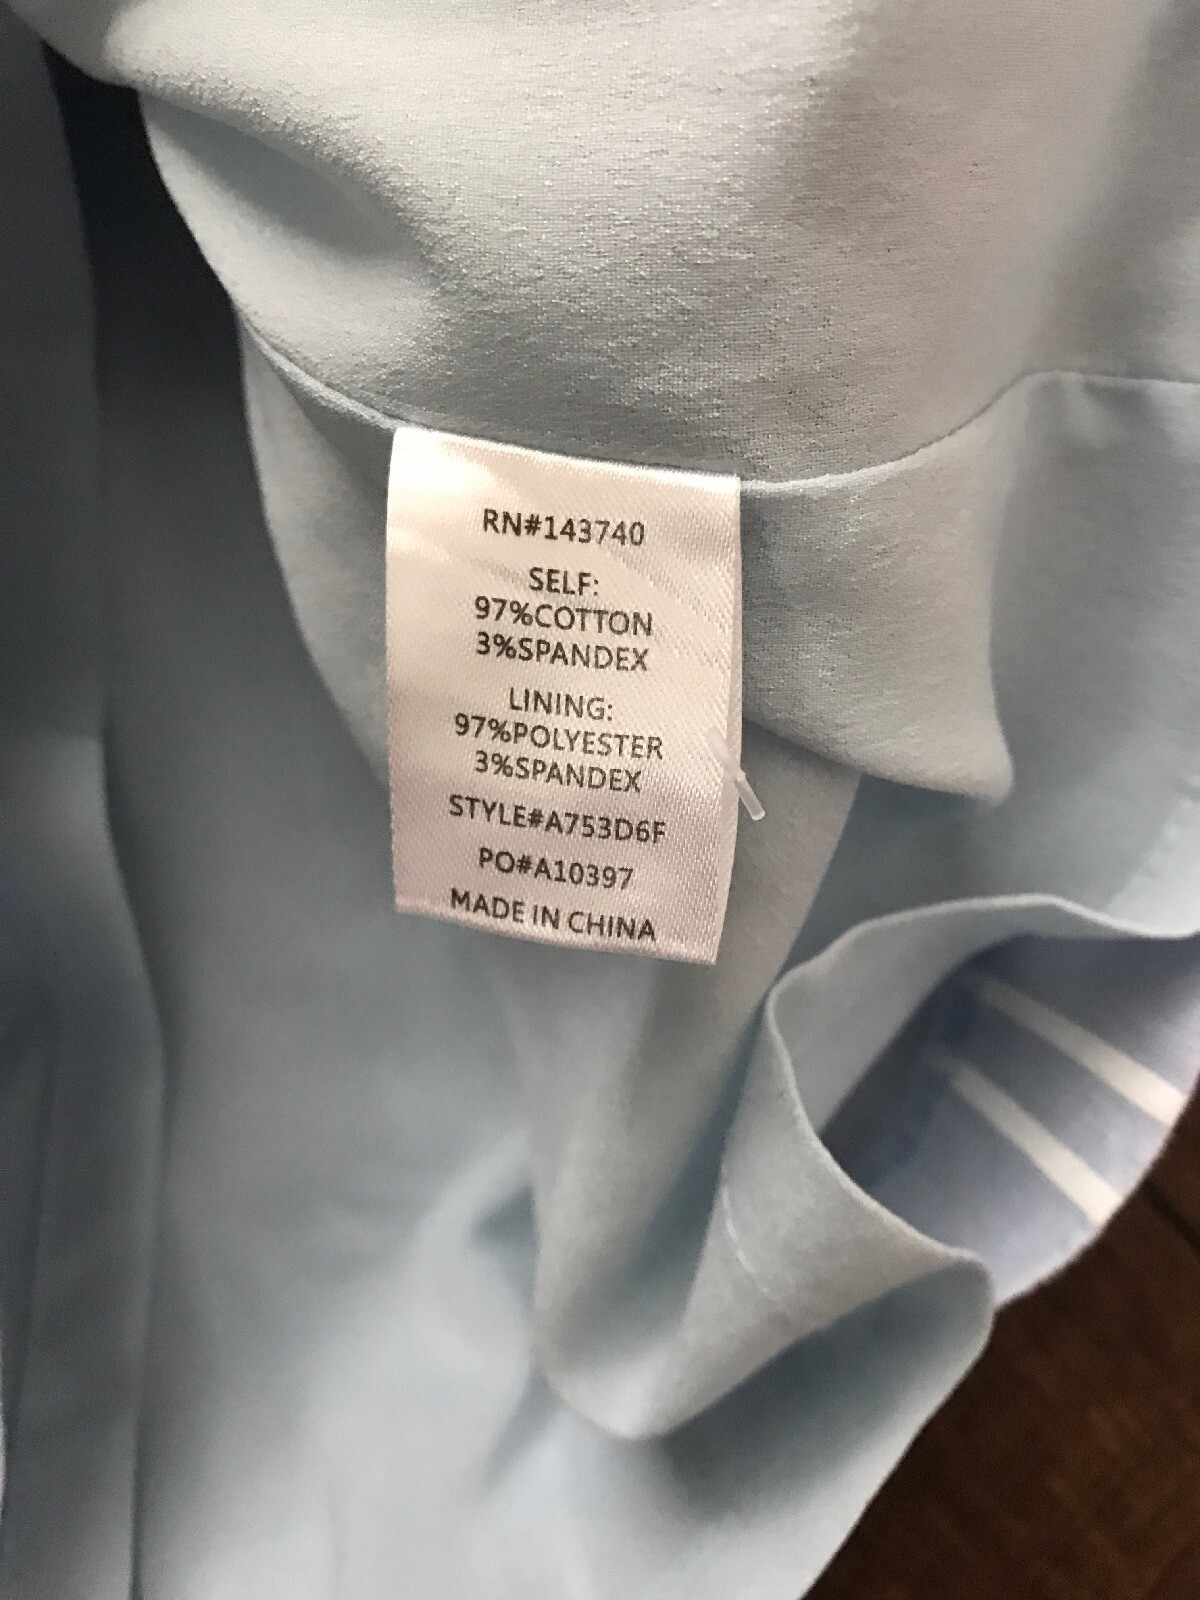 RN#143740
SELF:
97%COTTON
3%SPANDEX
LINING:
97%POLYESTER
3%SPANDEX
STYLE#A753D6F
PO#A10397
MADE IN CHINA